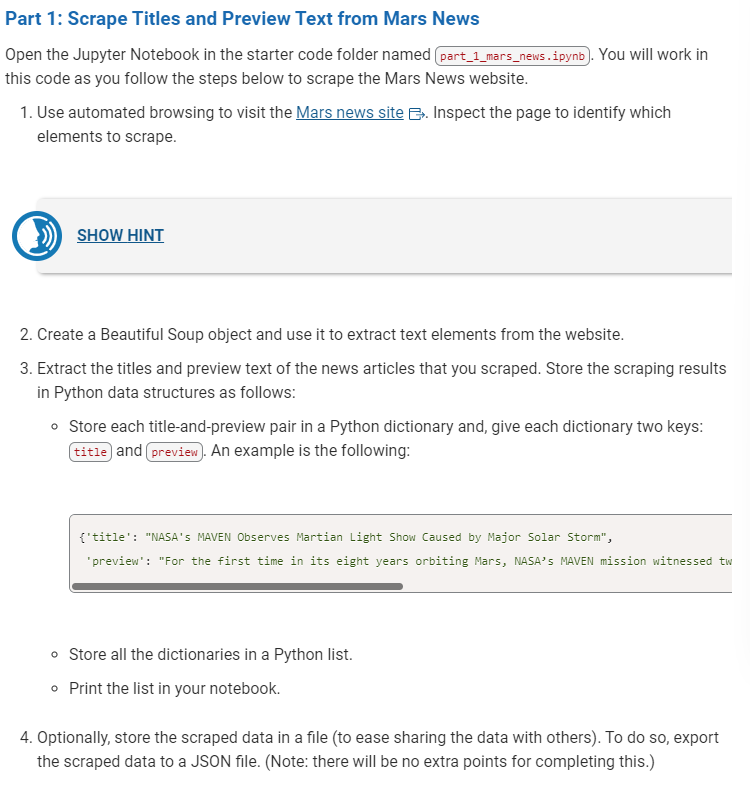 Part 1: Scrape Titles and Preview Text from Mars News
Open the Jupyter Notebook in the starter code folder named part_1_mars_news.ipynb. You will work in
this code as you follow the steps below to scrape the Mars News website.
1. Use automated browsing to visit the Mars news site. Inspect the page to identify which
elements to scrape.
SHOW HINT
2. Create a Beautiful Soup object and use it to extract text elements from the website.
3. Extract the titles and preview text of the news articles that you scraped. Store the scraping results
in Python data structures as follows:
Store each title-and-preview pair in a Python dictionary and, give each dictionary two keys:
title and preview. An example is the following:
{'title': "NASA's MAVEN Observes Martian Light Show Caused by Major Solar Storm",
'preview': "For the first time in its eight years orbiting Mars, NASA’s MAVEN mission witnessed tw
Store all the dictionaries in a Python list.
Print the list in your notebook.
4. Optionally, store the scraped data in a file (to ease sharing the data with others). To do so, export
the scraped data to a JSON file. (Note: there will be no extra points for completing this.)